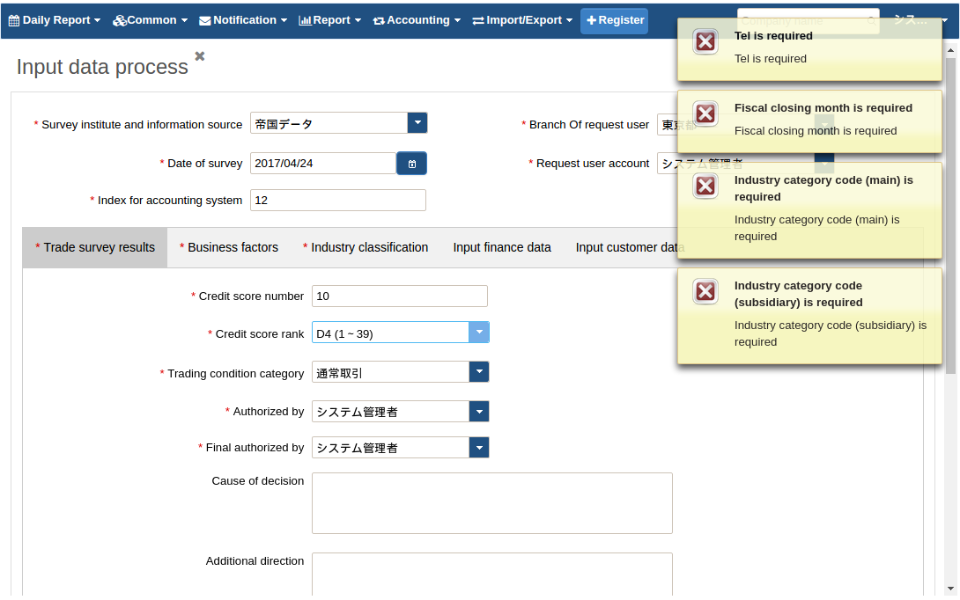 Daily Report Common Notification Report Accounting Import/Export Register Company name シス...
Input data process
* Survey institute and information source 帝国データ
* Branch Of request user 東京都
* Date of survey 2017/04/24
* Request user account システム管理者
* Index for accounting system 12
* Trade survey results * Business factors * Industry classification Input finance data Input customer data
* Credit score number 10
* Credit score rank D4 (1 ~ 39)
* Trading condition category 通常取引
* Authorized by システム管理者
* Final authorized by システム管理者
Cause of decision
Additional direction
Tel is required
Tel is required
Fiscal closing month is required
Fiscal closing month is required
Industry category code (main) is
required
Industry category code (main) is
required
Industry category code
(subsidiary) is required
Industry category code (subsidiary) is
required